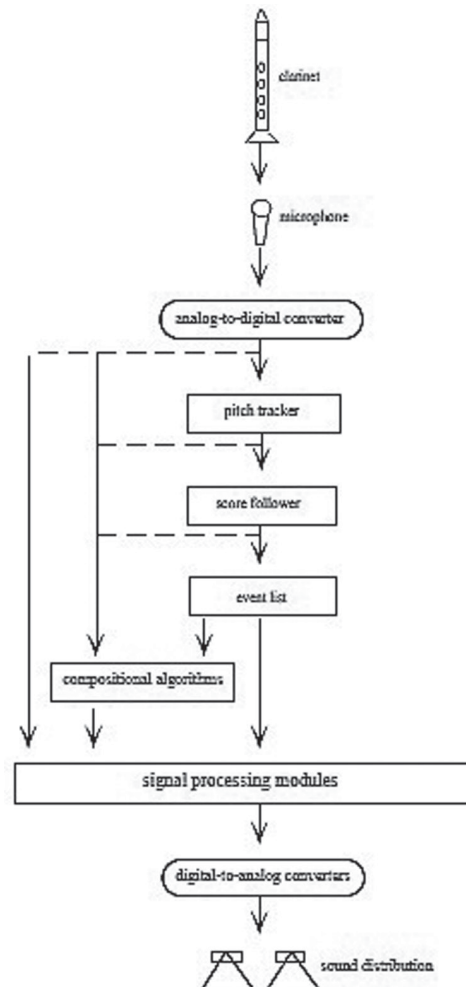 clarinet
microphone
analog-to-digital converter
pitch tracker
score follower
event list
compositional algorithms
signal processing modules
digital-to-analog converters
sound distribution